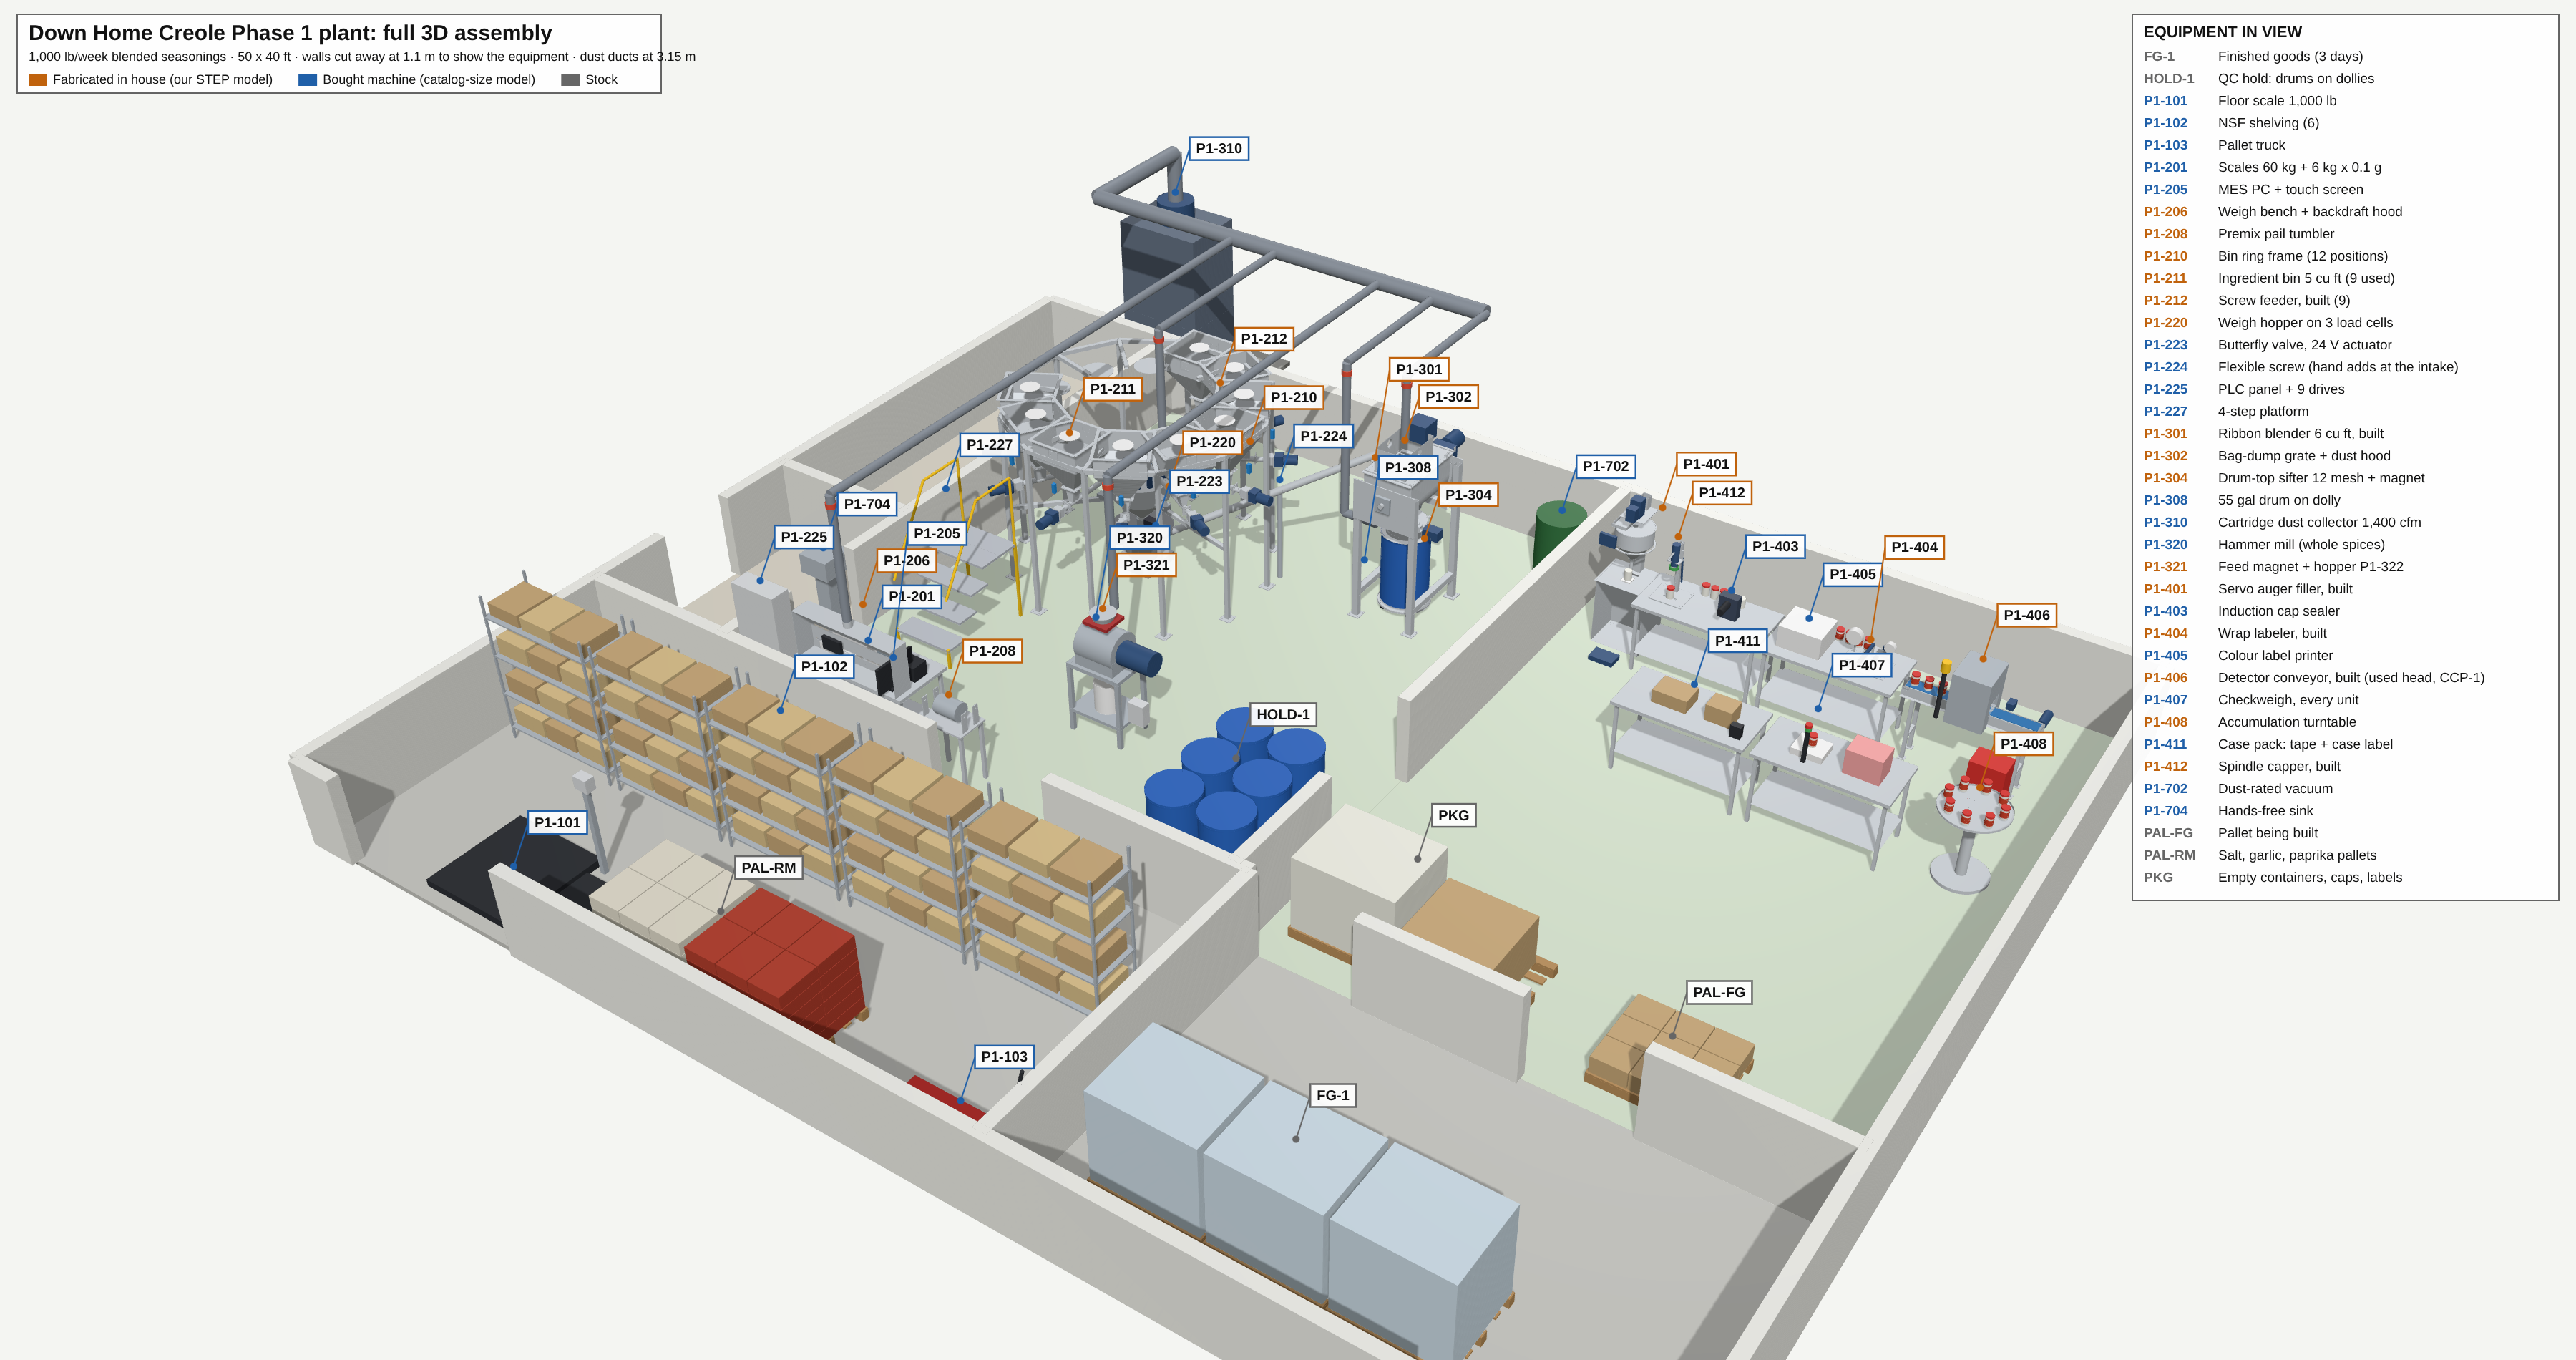 Down Home Creole Phase 1 plant: full 3D assembly
1,000 lb/week blended seasonings · 50 x 40 ft · walls cut away at 1.1 m to show the equipment · dust ducts at 3.15 m
Fabricated in house (our STEP model)
Bought machine (catalog-size model)
Stock
EQUIPMENT IN VIEW
FG-1 Finished goods (3 days)
HOLD-1 QC hold: drums on dollies
P1-101 Floor scale 1,000 lb
P1-102 NSF shelving (6)
P1-103 Pallet truck
P1-201 Scales 60 kg + 6 kg x 0.1 g
P1-205 MES PC + touch screen
P1-206 Weigh bench + backdraft hood
P1-208 Premix pail tumbler
P1-210 Bin ring frame (12 positions)
P1-211 Ingredient bin 5 cu ft (9 used)
P1-212 Screw feeder, built (9)
P1-220 Weigh hopper on 3 load cells
P1-223 Butterfly valve, 24 V actuator
P1-224 Flexible screw (hand adds at the intake)
P1-225 PLC panel + 9 drives
P1-227 4-step platform
P1-301 Ribbon blender 6 cu ft, built
P1-302 Bag-dump grate + dust hood
P1-304 Drum-top sifter 12 mesh + magnet
P1-308 55 gal drum on dolly
P1-310 Cartridge dust collector 1,400 cfm
P1-320 Hammer mill (whole spices)
P1-321 Feed magnet + hopper P1-322
P1-401 Servo auger filler, built
P1-403 Induction cap sealer
P1-404 Wrap labeler, built
P1-405 Colour label printer
P1-406 Detector conveyor, built (used head, CCP-1)
P1-407 Checkweigh, every unit
P1-408 Accumulation turntable
P1-411 Case pack: tape + case label
P1-412 Spindle capper, built
P1-702 Dust-rated vacuum
P1-704 Hands-free sink
PAL-FG Pallet being built
PAL-RM Salt, garlic, paprika pallets
PKG Empty containers, caps, labels
P1-310
P1-212
P1-301
P1-211
P1-210
P1-302
P1-227
P1-220
P1-224
P1-308
P1-702
P1-401
P1-223
P1-304
P1-412
P1-704
P1-225
P1-205
P1-320
P1-403
P1-404
P1-206
P1-321
P1-405
P1-201
P1-406
P1-208
P1-411
P1-102
P1-407
HOLD-1
P1-408
P1-101
PKG
PAL-RM
PAL-FG
P1-103
FG-1